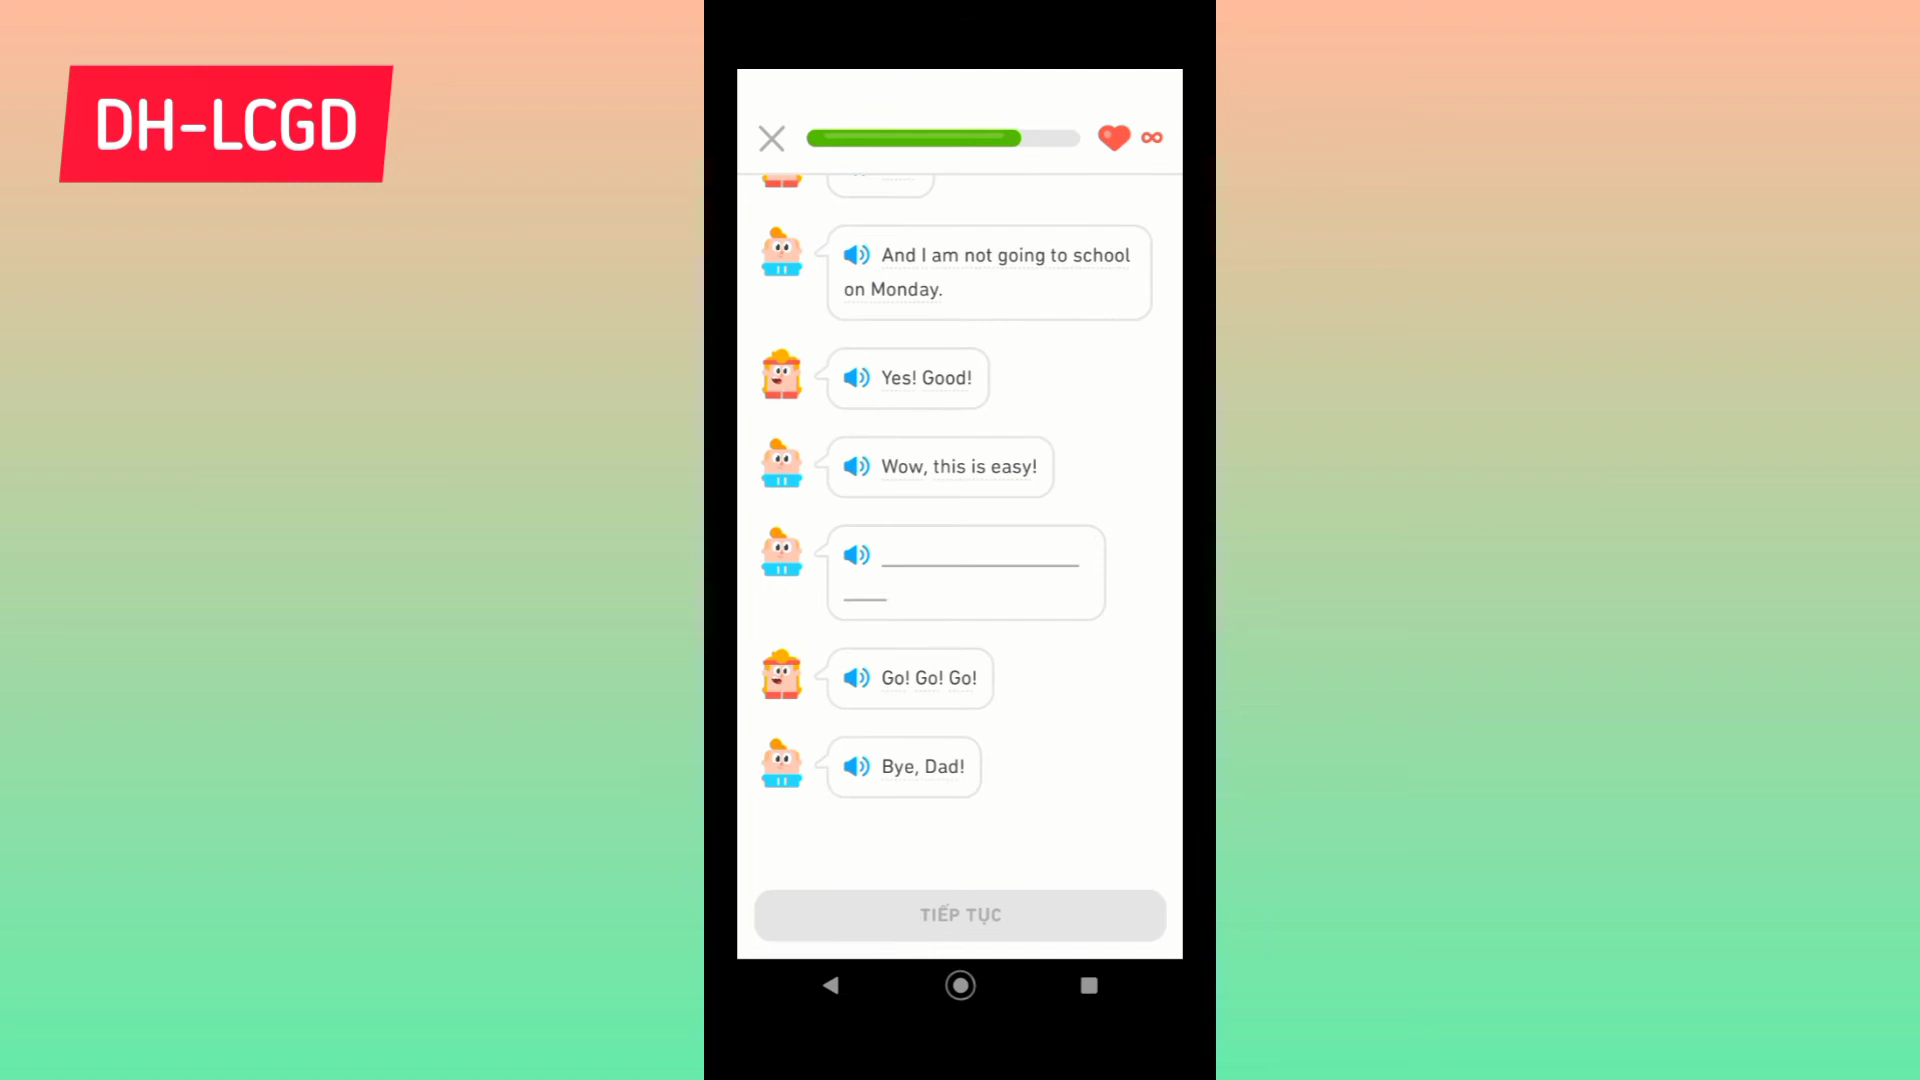 DH-LCGD
And I am not going to school
on Monday.
Yes! Good!
Wow, this is easy!
Go! Go! Go!
Bye, Dad!
TIẾP TỤC